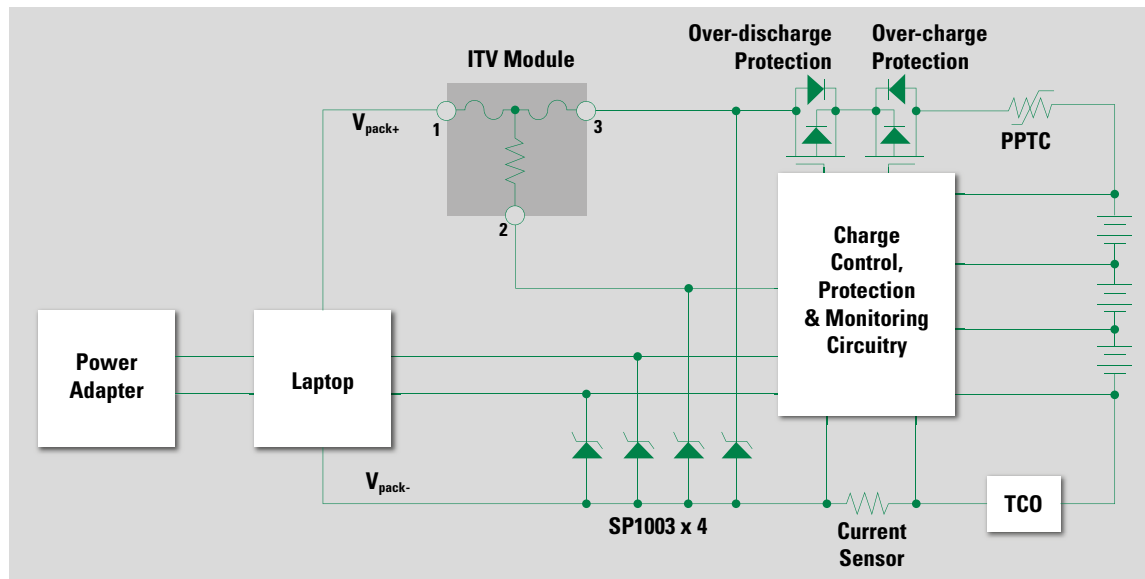 Over-discharge
Protection
Over-charge
Protection
ITV Module
Vpack+
1
3
PPTC
2
Charge
Control,
Protection
& Monitoring
Circuitry
Power
Adapter
Laptop
Vpack-
SP1003 x 4
Current
Sensor
TCO